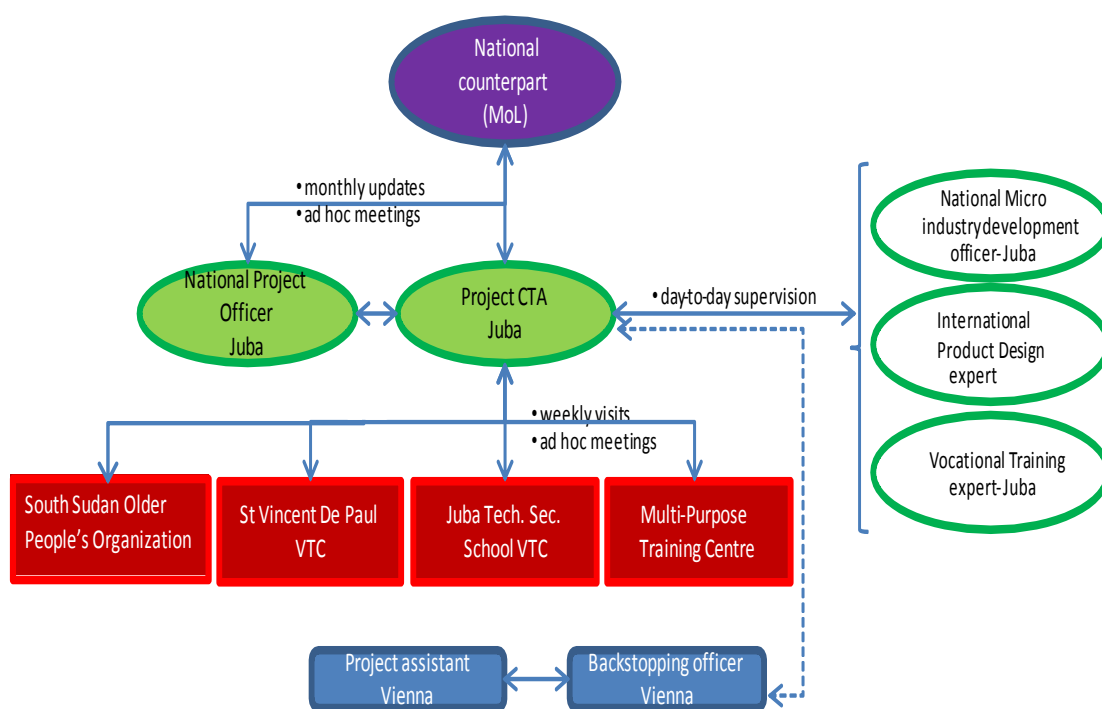 National
counterpart
(MoL)
• monthly updates
• ad hoc meetings
National Project
Officer
Juba
Project CTA
Juba
• day-to-day supervision
National Micro
industry development
officer-Juba
International
Product Design
expert
Vocational Training
expert-Juba
• weekly visits
• ad hoc meetings
South Sudan Older
People's Organization
St Vincent De Paul
VTC
Juba Tech. Sec.
School VTC
Multi-Purpose
Training Centre
Project assistant
Vienna
Backstopping officer
Vienna